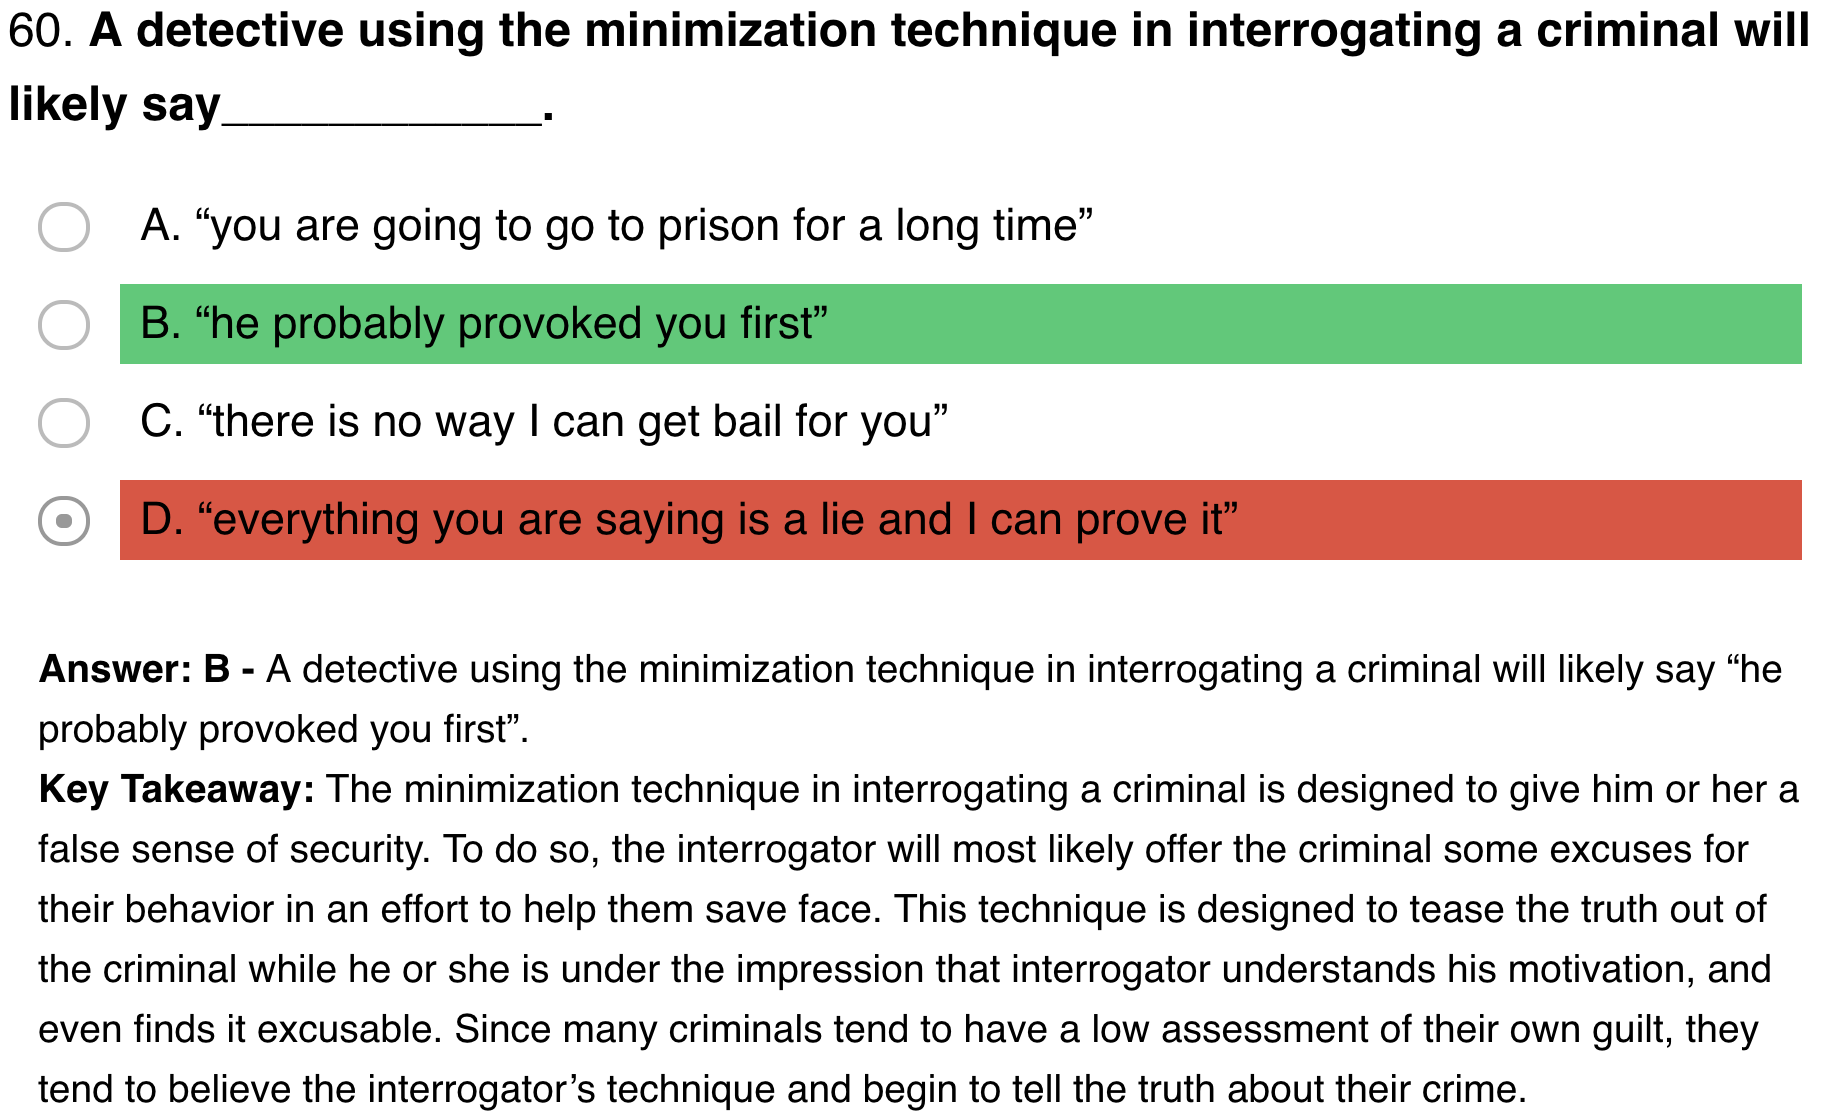 60. A detective using the minimization technique in interrogating a criminal will
likely say_____________.
A. “you are going to go to prison for a long time”
B. “he probably provoked you first”
C. “there is no way I can get bail for you”
D. “everything you are saying is a lie and I can prove it”
Answer: B - A detective using the minimization technique in interrogating a criminal will likely say “he
probably provoked you first”.
Key Takeaway: The minimization technique in interrogating a criminal is designed to give him or her a
false sense of security. To do so, the interrogator will most likely offer the criminal some excuses for
their behavior in an effort to help them save face. This technique is designed to tease the truth out of
the criminal while he or she is under the impression that interrogator understands his motivation, and
even finds it excusable. Since many criminals tend to have a low assessment of their own guilt, they
tend to believe the interrogator’s technique and begin to tell the truth about their crime.